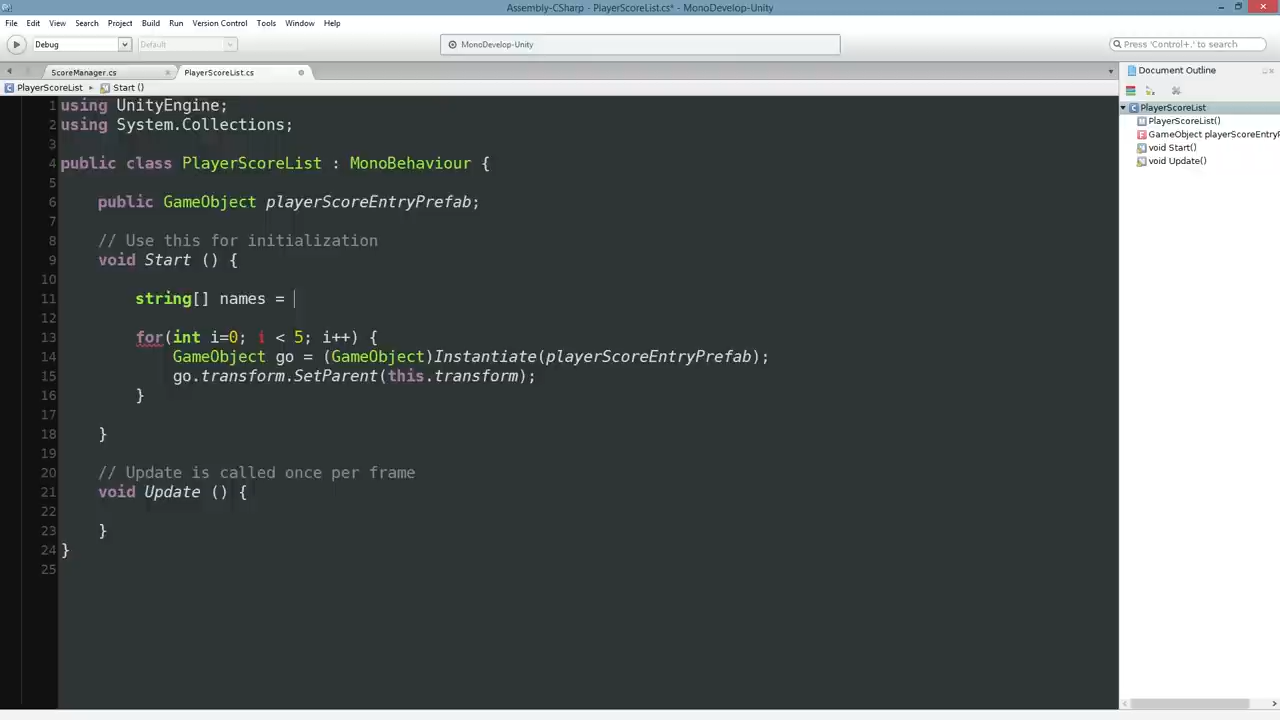 Assembly-CSharp - PlayerScoreList.cs* - MonoDevelop-Unity
File Edit View Search Project Build Run Version Control Tools Window Help
Debug Default MonoDevelop-Unity Press 'Control+.' to search
ScoreManager.cs PlayerScoreList.cs
PlayerScoreList Start ()
1 using UnityEngine;
2 using System.Collections;
3
4 public class PlayerScoreList : MonoBehaviour {
5
6 public GameObject playerScoreEntryPrefab;
7
8 // Use this for initialization
9 void Start () {
10
11 string[] names =
12
13 for(int i=0; i < 5; i++) {
14 GameObject go = (GameObject)Instantiate(playerScoreEntryPrefab);
15 go.transform.SetParent(this.transform);
16 }
17
18 }
19
20 // Update is called once per frame
21 void Update () {
22
23 }
24 }
25
Document Outline
PlayerScoreList
PlayerScoreList()
GameObject playerScoreEntryP
void Start()
void Update()